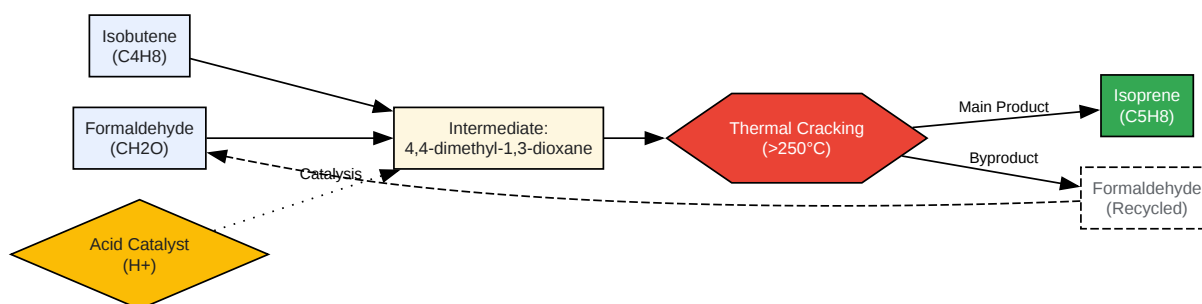 Isobutene
(C4H8)
Formaldehyde
(CH2O)
Acid Catalyst
(H+)
Catalysis
Intermediate:
4,4-dimethyl-1,3-dioxane
Thermal Cracking
(>250°C)
Main Product
Byproduct
Isoprene
(C5H8)
Formaldehyde
(Recycled)